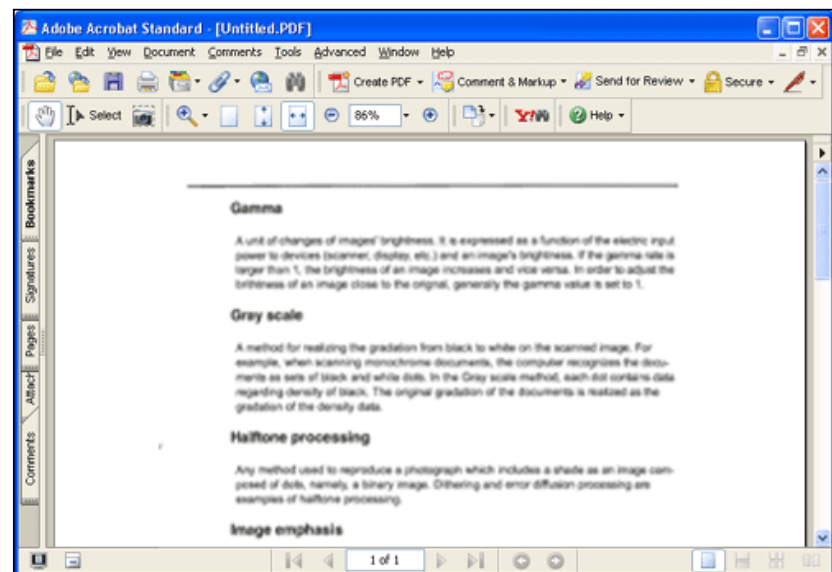 Adobe Acrobat Standard - [Untitled.PDF]
File Edit View Document Comments Tools Advanced Window Help
Create PDF Comment & Markup Send for Review Secure
Select 86% Y! Help
Bookmarks
Signatures
Pages
Attach
Comments
Gamma
A unit of changes of images' brightness. It is expressed as a function of the electric input
power to devices (scanner, display, etc.) and an image's brightness. If the gamma rate is
larger than 1, the brightness of an image increases and vice versa. In order to adjust the
brithtness of an image close to the orignal, generally the gamma value is set to 1.
Gray scale
A method for realizing the gradation from black to white on the scanned image. For
example, when scanning monochrome documents, the computer recognizes the docu-
ments as sets of black and white dots. In the Gray scale method, each dot contains data
regarding density of black. The original gradation of the documents is realized as the
gradation of the density data.
Halftone processing
Any method used to reproduce a photograph which includes a shade as an image com-
posed of dots, namely, a binary image. Dithering and error diffusion processing are
examples of halftone processing.
Image emphasis
1 of 1